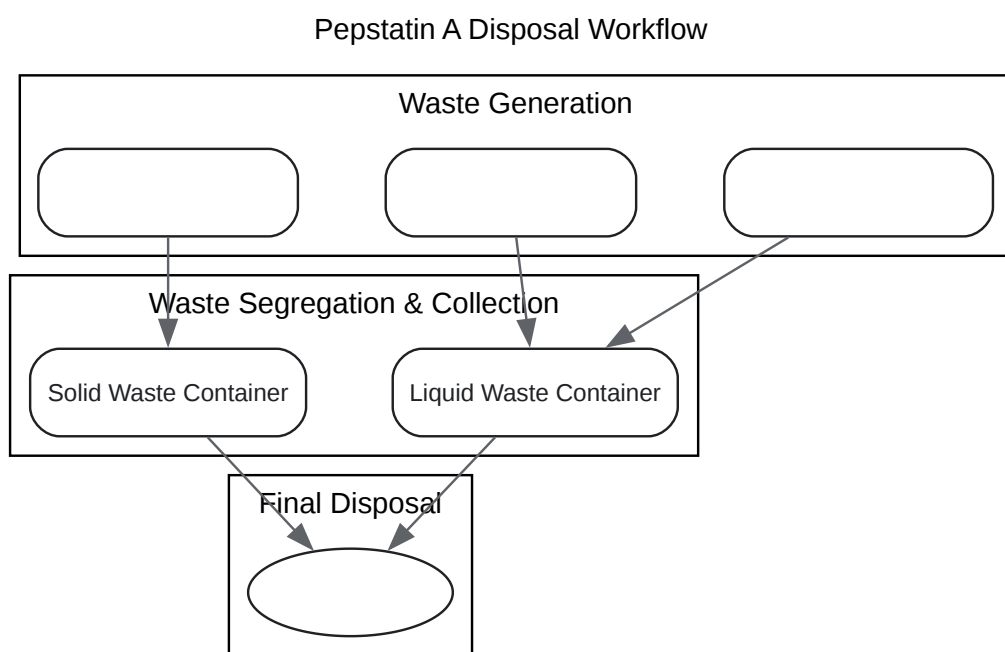 Pepstatin A Disposal Workflow
Waste Generation
Waste Segregation & Collection
Solid Waste Container
Liquid Waste Container
Final Disposal